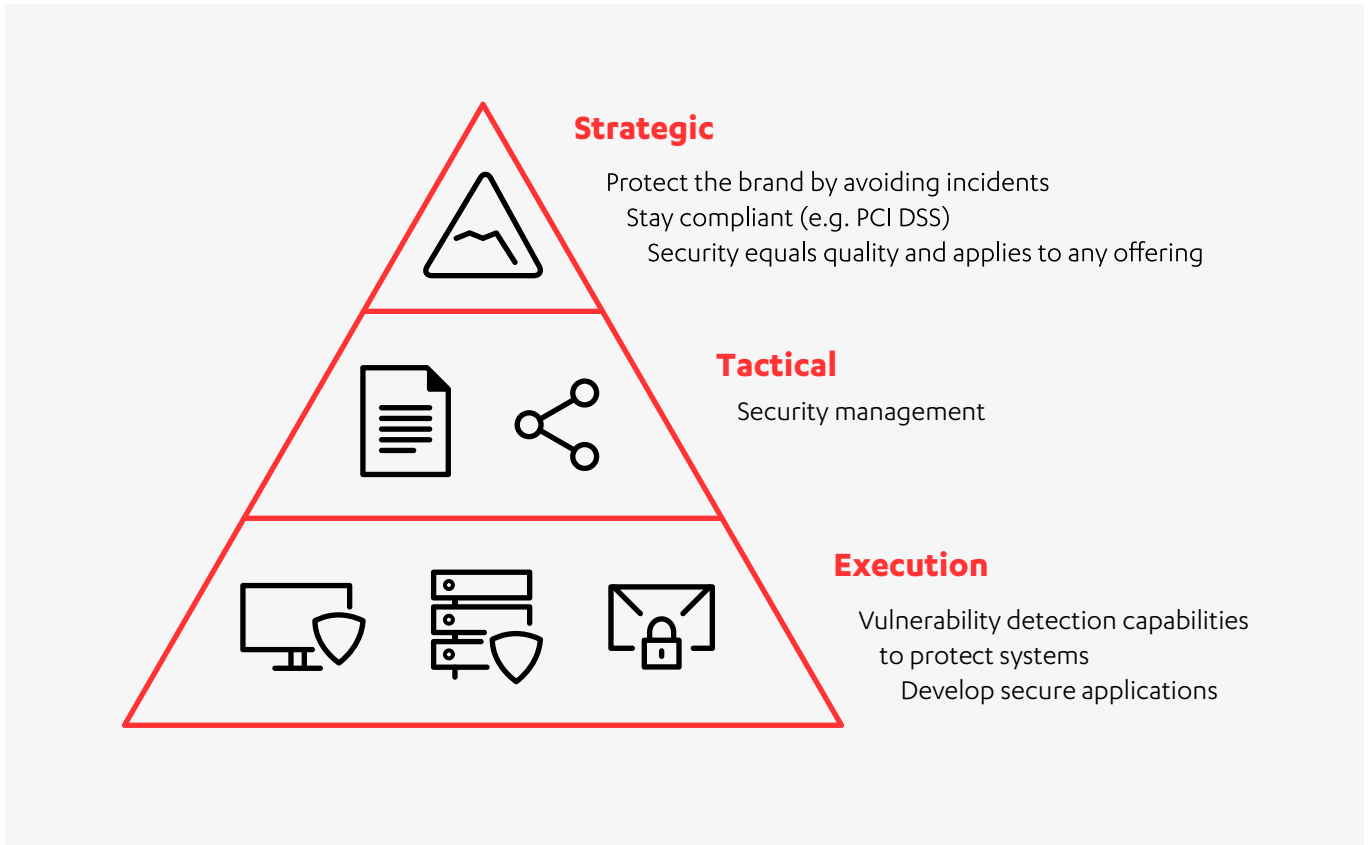 Strategic
Protect the brand by avoiding incidents
Stay compliant (e.g. PCI DSS)
Security equals quality and applies to any offering
Tactical
Security management
Execution
Vulnerability detection capabilities
to protect systems
Develop secure applications